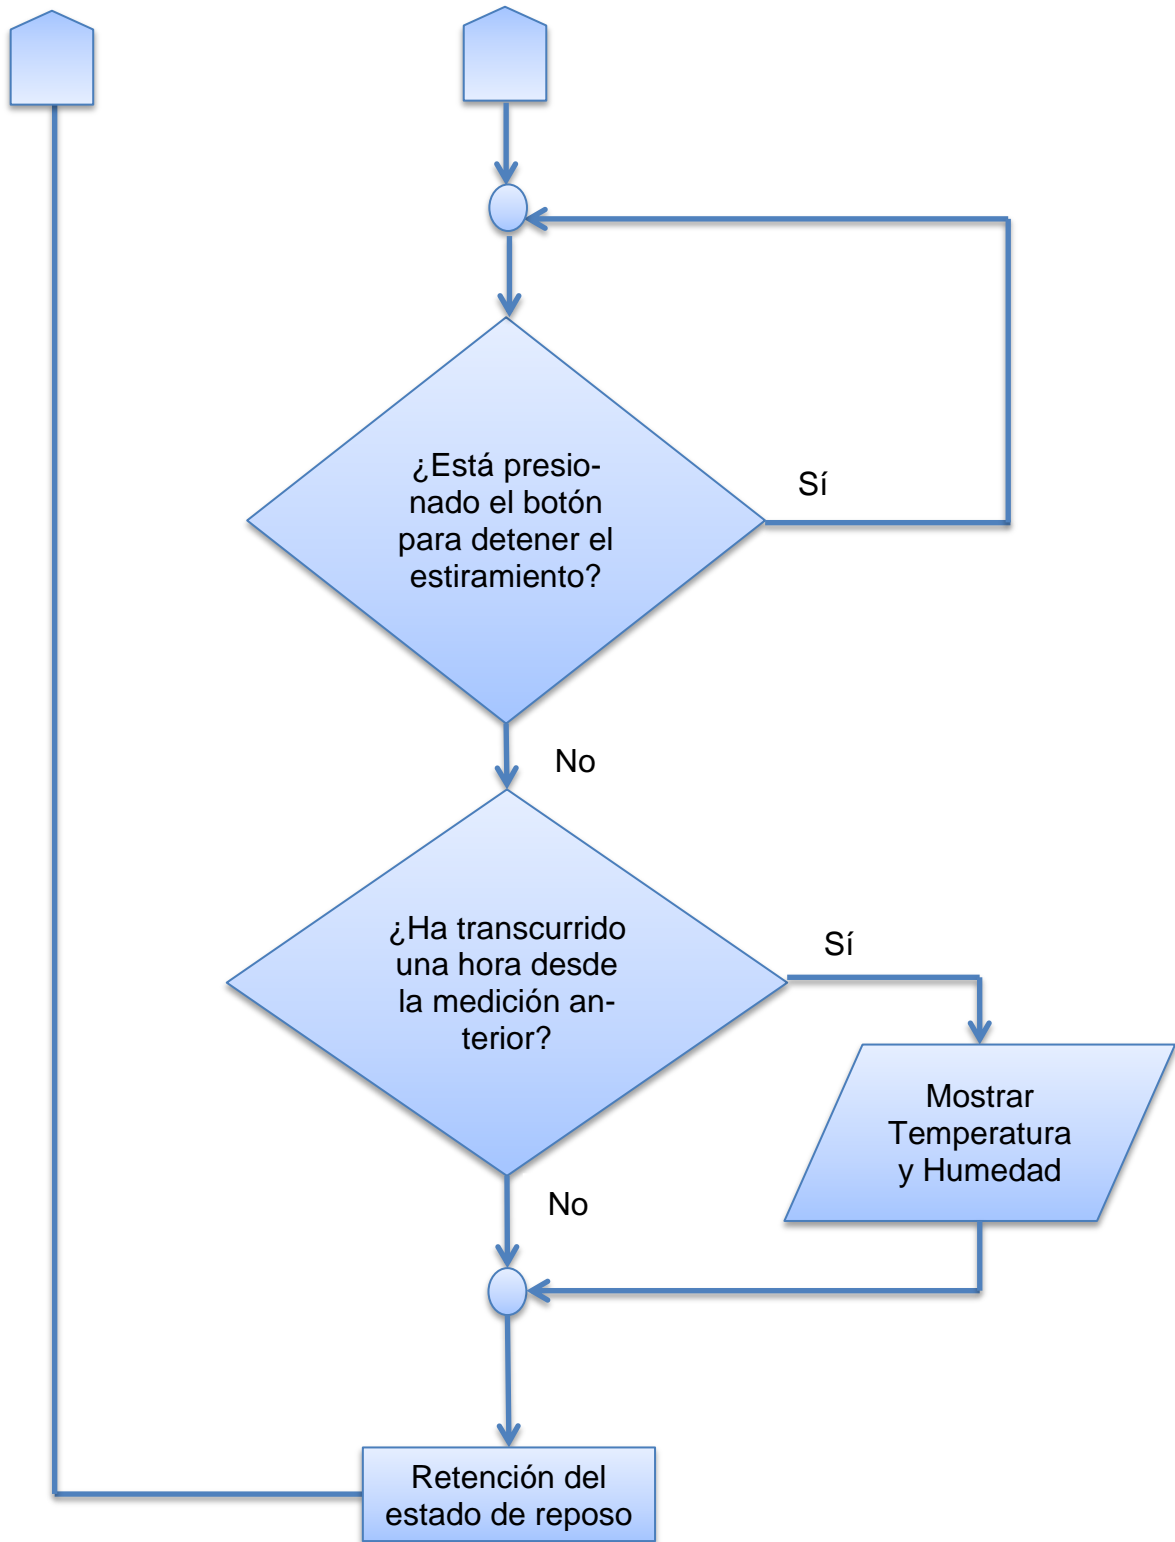 ¿Está presio-
nado el botón
para detener el
estiramiento?
Sí
No
¿Ha transcurrido
una hora desde
la medición an-
terior?
Sí
Mostrar
Temperatura
y Humedad
No
Retención del
estado de reposo